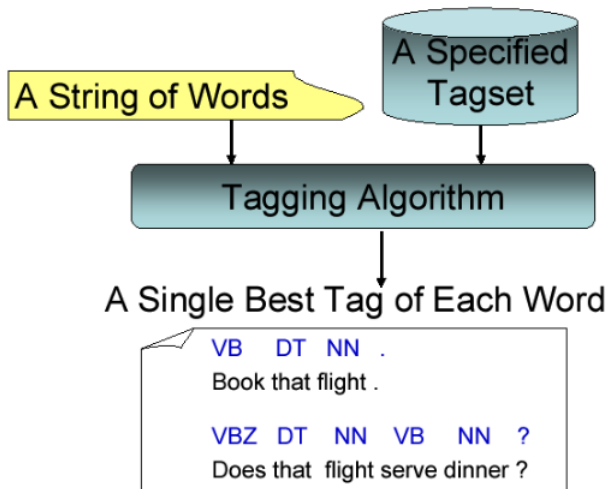 A String of Words
A Specified
Tagset
Tagging Algorithm
A Single Best Tag of Each Word
VB DT NN .
Book that flight .
VBZ DT NN VB NN ?
Does that flight serve dinner ?